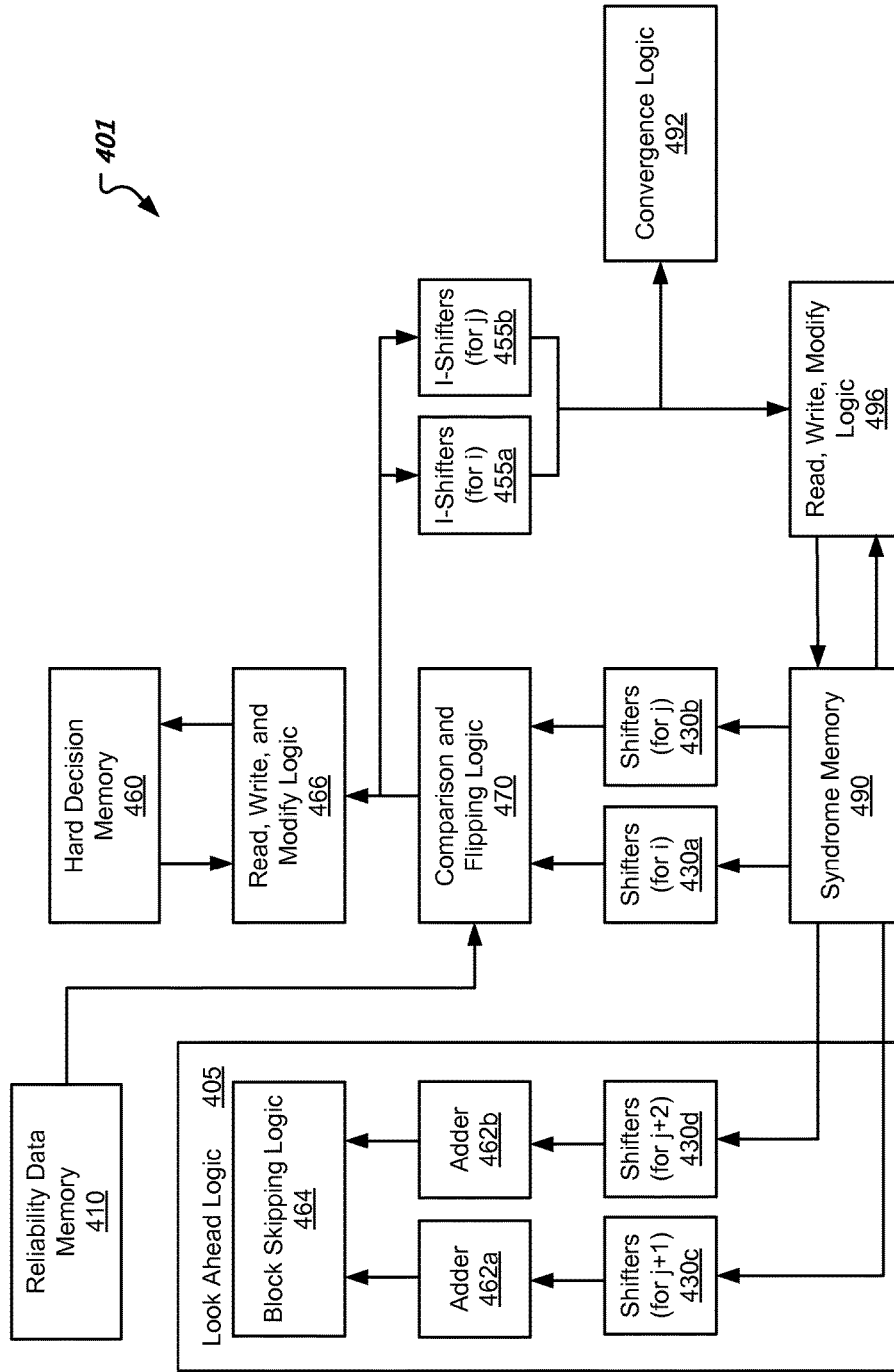 401
Reliability Data
Memory
410
Hard Decision
Memory
460
Look Ahead Logic 405
Block Skipping Logic
464
Read, Write, and
Modify Logic
466
Adder
462a
Adder
462b
Comparison and
Flipping Logic
470
I-Shifters
(for i)
455a
I-Shifters
(for j)
455b
Convergence Logic
492
Shifters
(for j+1)
430c
Shifters
(for j+2)
430d
Shifters
(for i)
430a
Shifters
(for j)
430b
Syndrome Memory
490
Read, Write, Modify
Logic
496